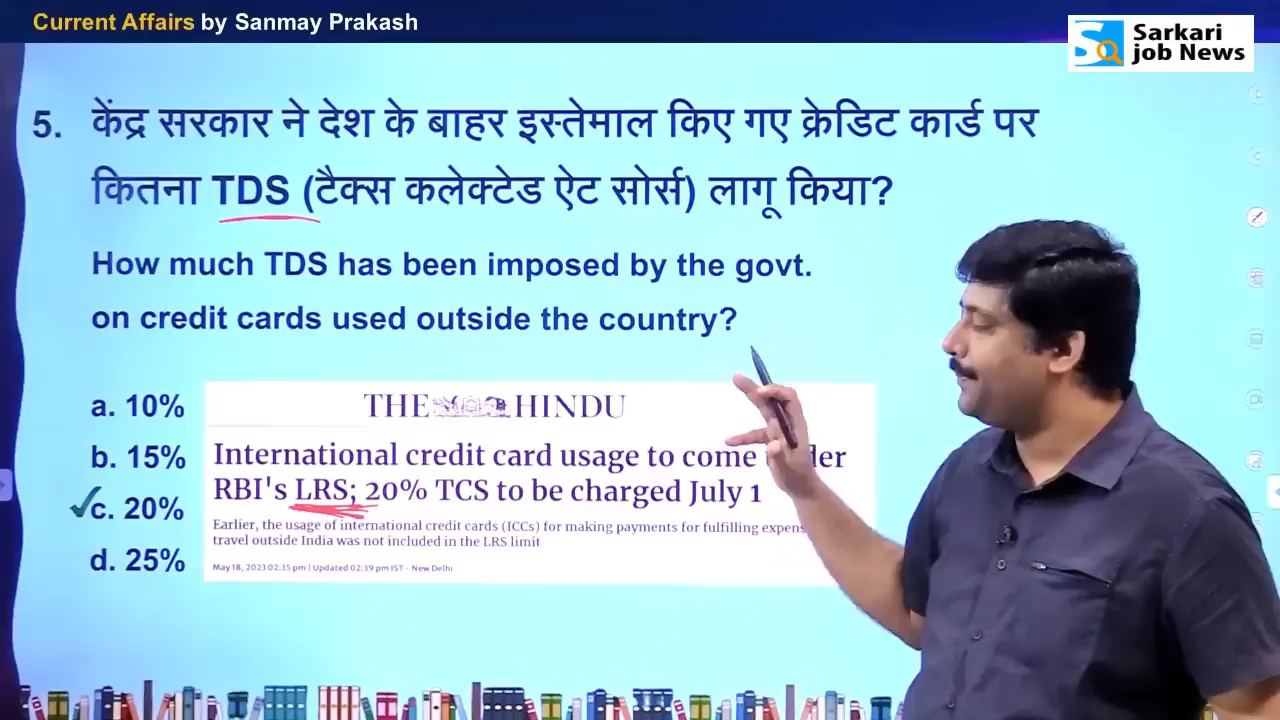 Current Affairs by Sanmay Prakash
Sarkari
Job News
5. केंद्र सरकार ने देश के बाहर इस्तेमाल किए गए क्रेडिट कार्ड पर
कितना TDS (टैक्स कलेक्टेड ऐट सोर्स) लागू किया?
How much TDS has been imposed by the govt.
on credit cards used outside the country?
a. 10%
b. 15%
c. 20%
d. 25%
THE HINDU
International credit card usage to come
RBI's LRS; 20% TCS to be charged July 1
Earlier, the usage of international credit cards (ICCs) for making payments for fulfilling
travel outside India was not included in the LRS limit
May 18, 2023 02:35 pm | Updated 02:39 pm IST - New Delhi